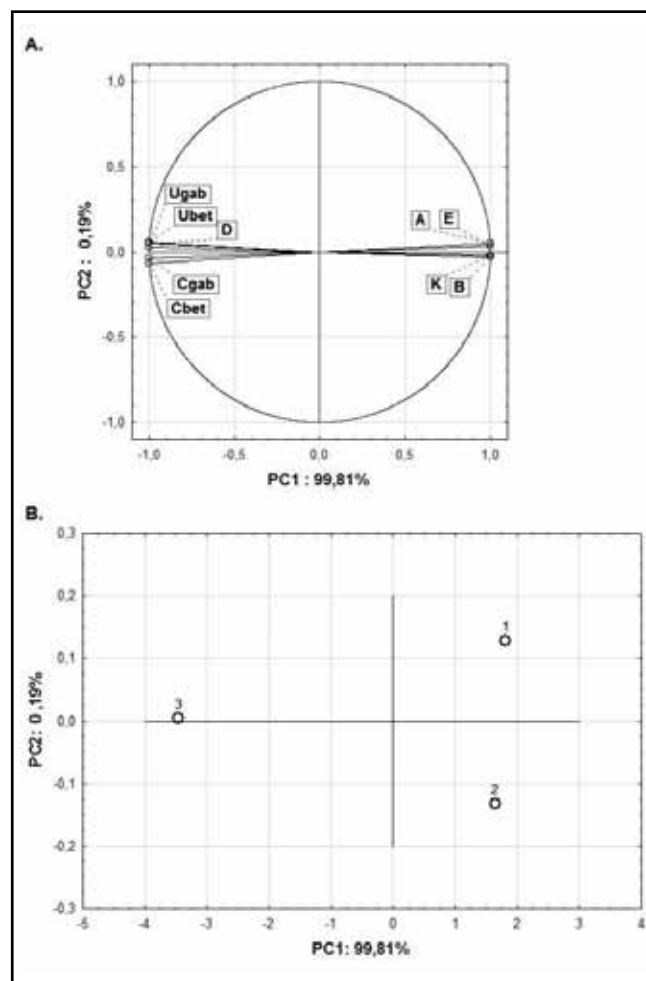 A.
1,0
0,5
0,0
-0,5
-1,0
PC2 : 0,19%
Ugab
Ubet
D
A E
Cgab
K B
Cbet
-1,0 -0,5 0,0 0,5 1,0
PC1 : 99,81%
B.
0,3
0,2
0,1
0,0
-0,1
-0,2
-0,3
PC2: 0,19%
1
3
2
-5 -4 -3 -2 -1 0 1 2 3 4
PC1: 99,81%